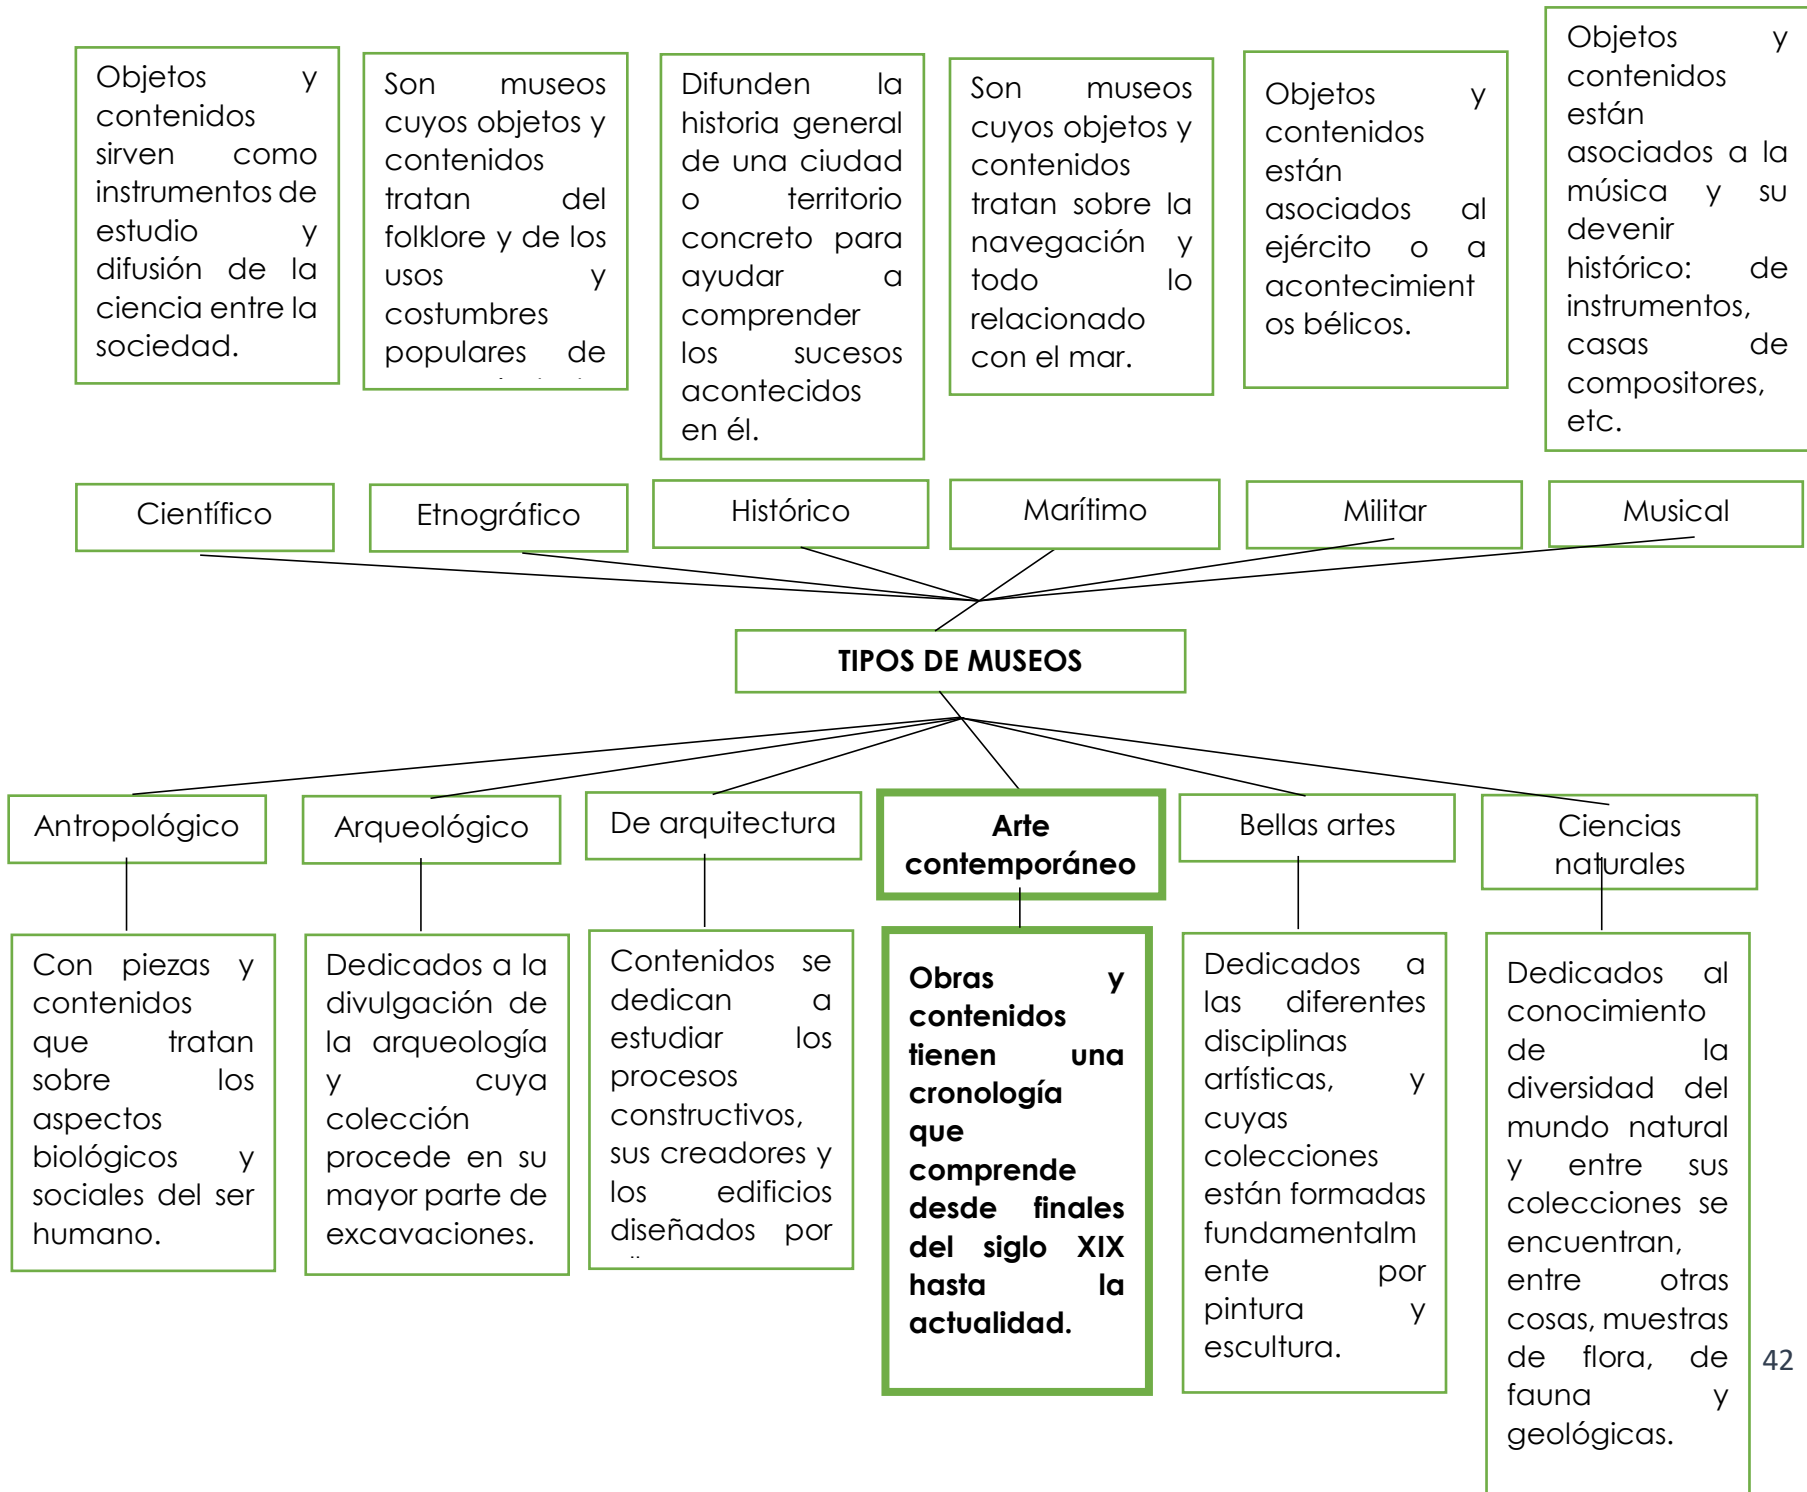 Objetos y
contenidos
sirven como
instrumentos de
estudio y
difusión de la
ciencia entre la
sociedad.
Son museos
cuyos objetos y
contenidos
tratan del
folklore y de los
usos y
costumbres
populares de
Difunden la
historia general
de una ciudad
o territorio
concreto para
ayudar a
comprender
los sucesos
acontecidos
en él.
Son museos
cuyos objetos y
contenidos
tratan sobre la
navegación y
todo lo
relacionado
con el mar.
Objetos y
contenidos
están
asociados al
ejército o a
acontecimient
os bélicos.
Objetos y
contenidos
están
asociados a la
música y su
devenir
histórico: de
instrumentos,
casas de
compositores,
etc.
Científico
Etnográfico
Histórico
Marítimo
Militar
Musical
TIPOS DE MUSEOS
Antropológico
Arqueológico
De arquitectura
Arte
contemporáneo
Bellas artes
Ciencias
naturales
Con piezas y
contenidos
que tratan
sobre los
aspectos
biológicos y
sociales del ser
humano.
Dedicados a la
divulgación de
la arqueología
y cuya
colección
procede en su
mayor parte de
excavaciones.
Contenidos se
dedican a
estudiar los
procesos
constructivos,
sus creadores y
los edificios
diseñados por
Obras y
contenidos
tienen una
cronología
que
comprende
desde finales
del siglo XIX
hasta la
actualidad.
Dedicados a
las diferentes
disciplinas
artísticas, y
cuyas
colecciones
están formadas
fundamentalm
ente por
pintura y
escultura.
Dedicados al
conocimiento
de la
diversidad del
mundo natural
y entre sus
colecciones se
encuentran,
entre otras
cosas, muestras
de flora, de
fauna y
geológicas.
42